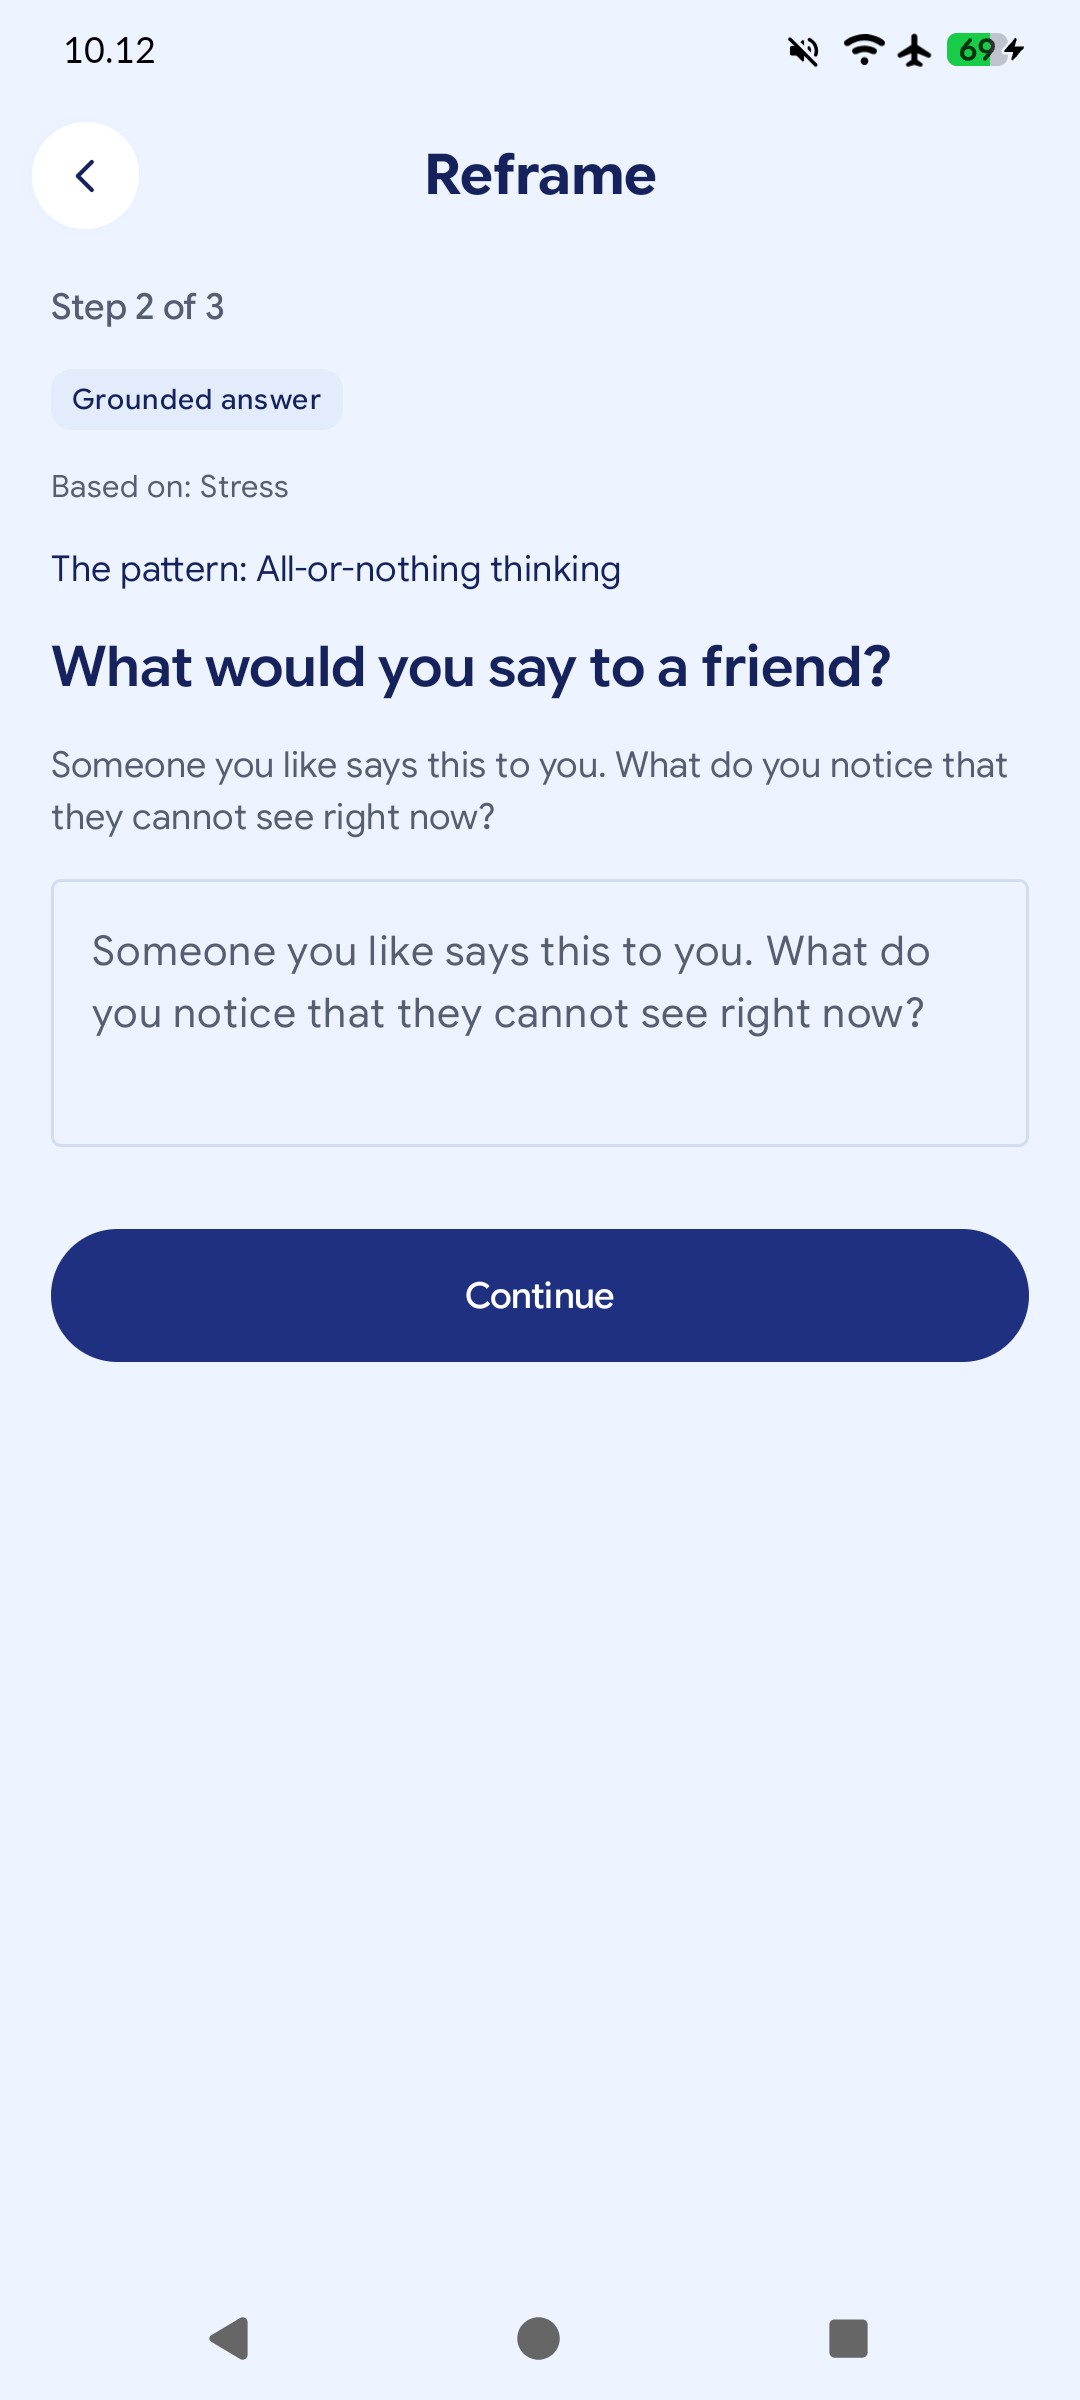 10.12
69
Reframe
Step 2 of 3
Grounded answer
Based on: Stress
The pattern: All-or-nothing thinking
What would you say to a friend?
Someone you like says this to you. What do you notice that
they cannot see right now?
Someone you like says this to you. What do
you notice that they cannot see right now?
Continue